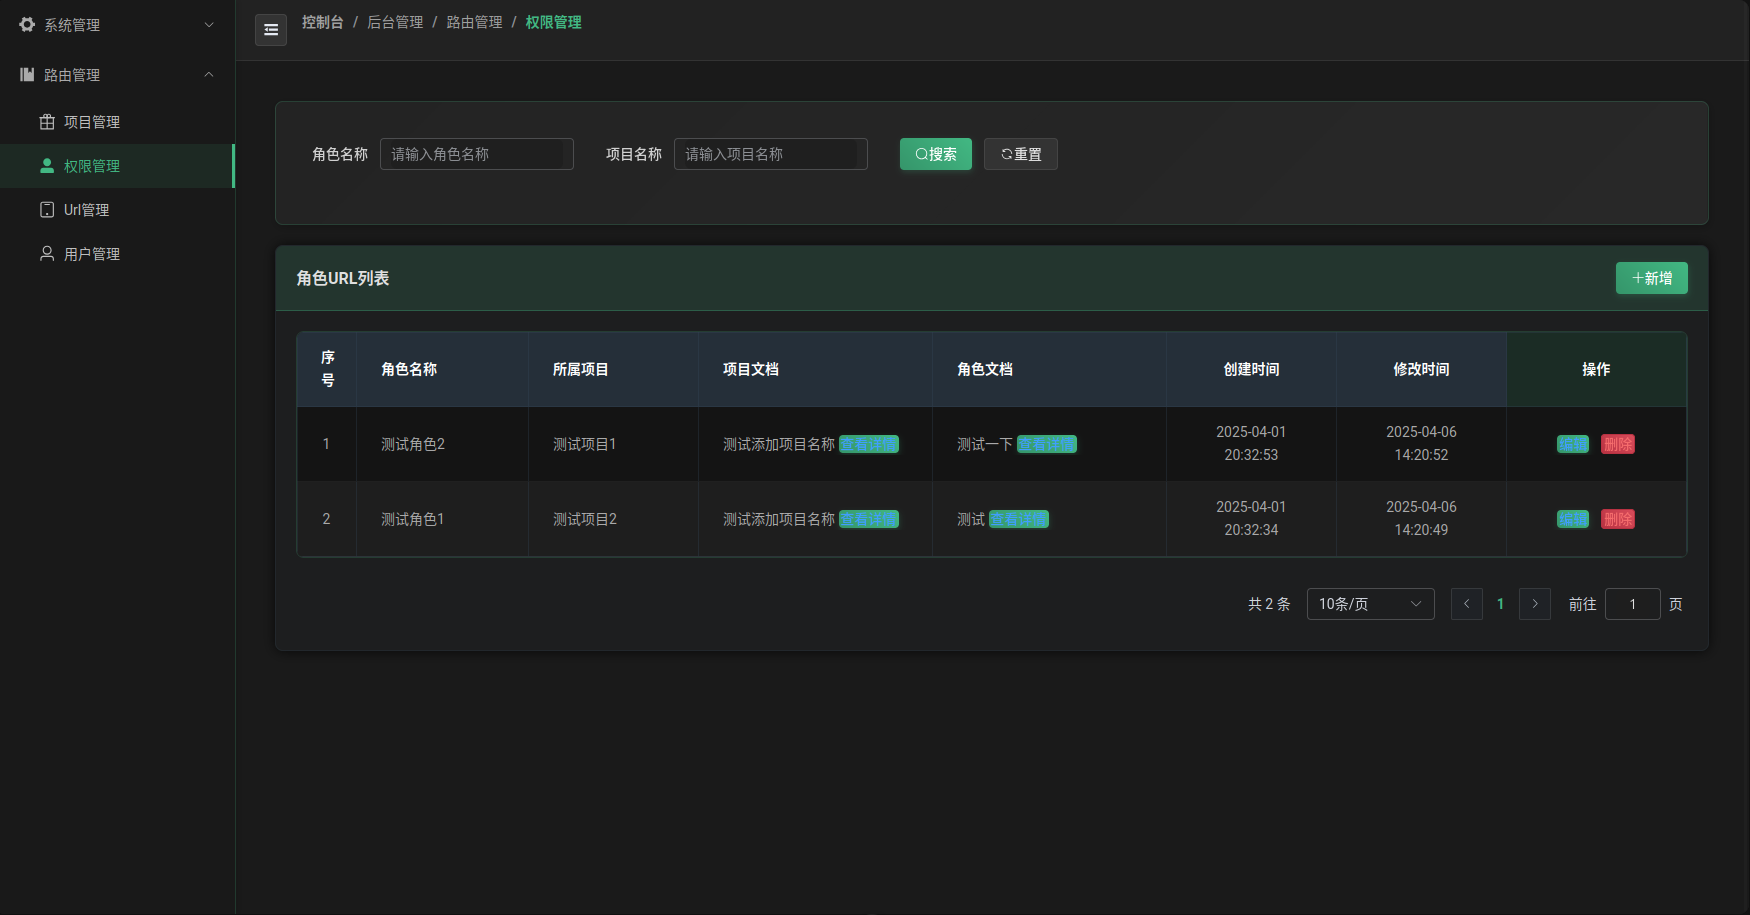 系统管理
路由管理
项目管理
权限管理
Url管理
用户管理
控制台 / 后台管理 / 路由管理 / 权限管理
角色名称 请输入角色名称 项目名称 请输入项目名称 搜索 重置
角色URL列表 新增
序号 角色名称 所属项目 项目文档 角色文档 创建时间 修改时间 操作
1 测试角色2 测试项目1 测试添加项目名称 查看详情 测试一下 查看详情 2025-04-01 20:32:53 2025-04-06 14:20:52 编辑 删除
2 测试角色1 测试项目2 测试添加项目名称 查看详情 测试 查看详情 2025-04-01 20:32:34 2025-04-06 14:20:49 编辑 删除
共 2 条 10条/页 1 前往 1 页